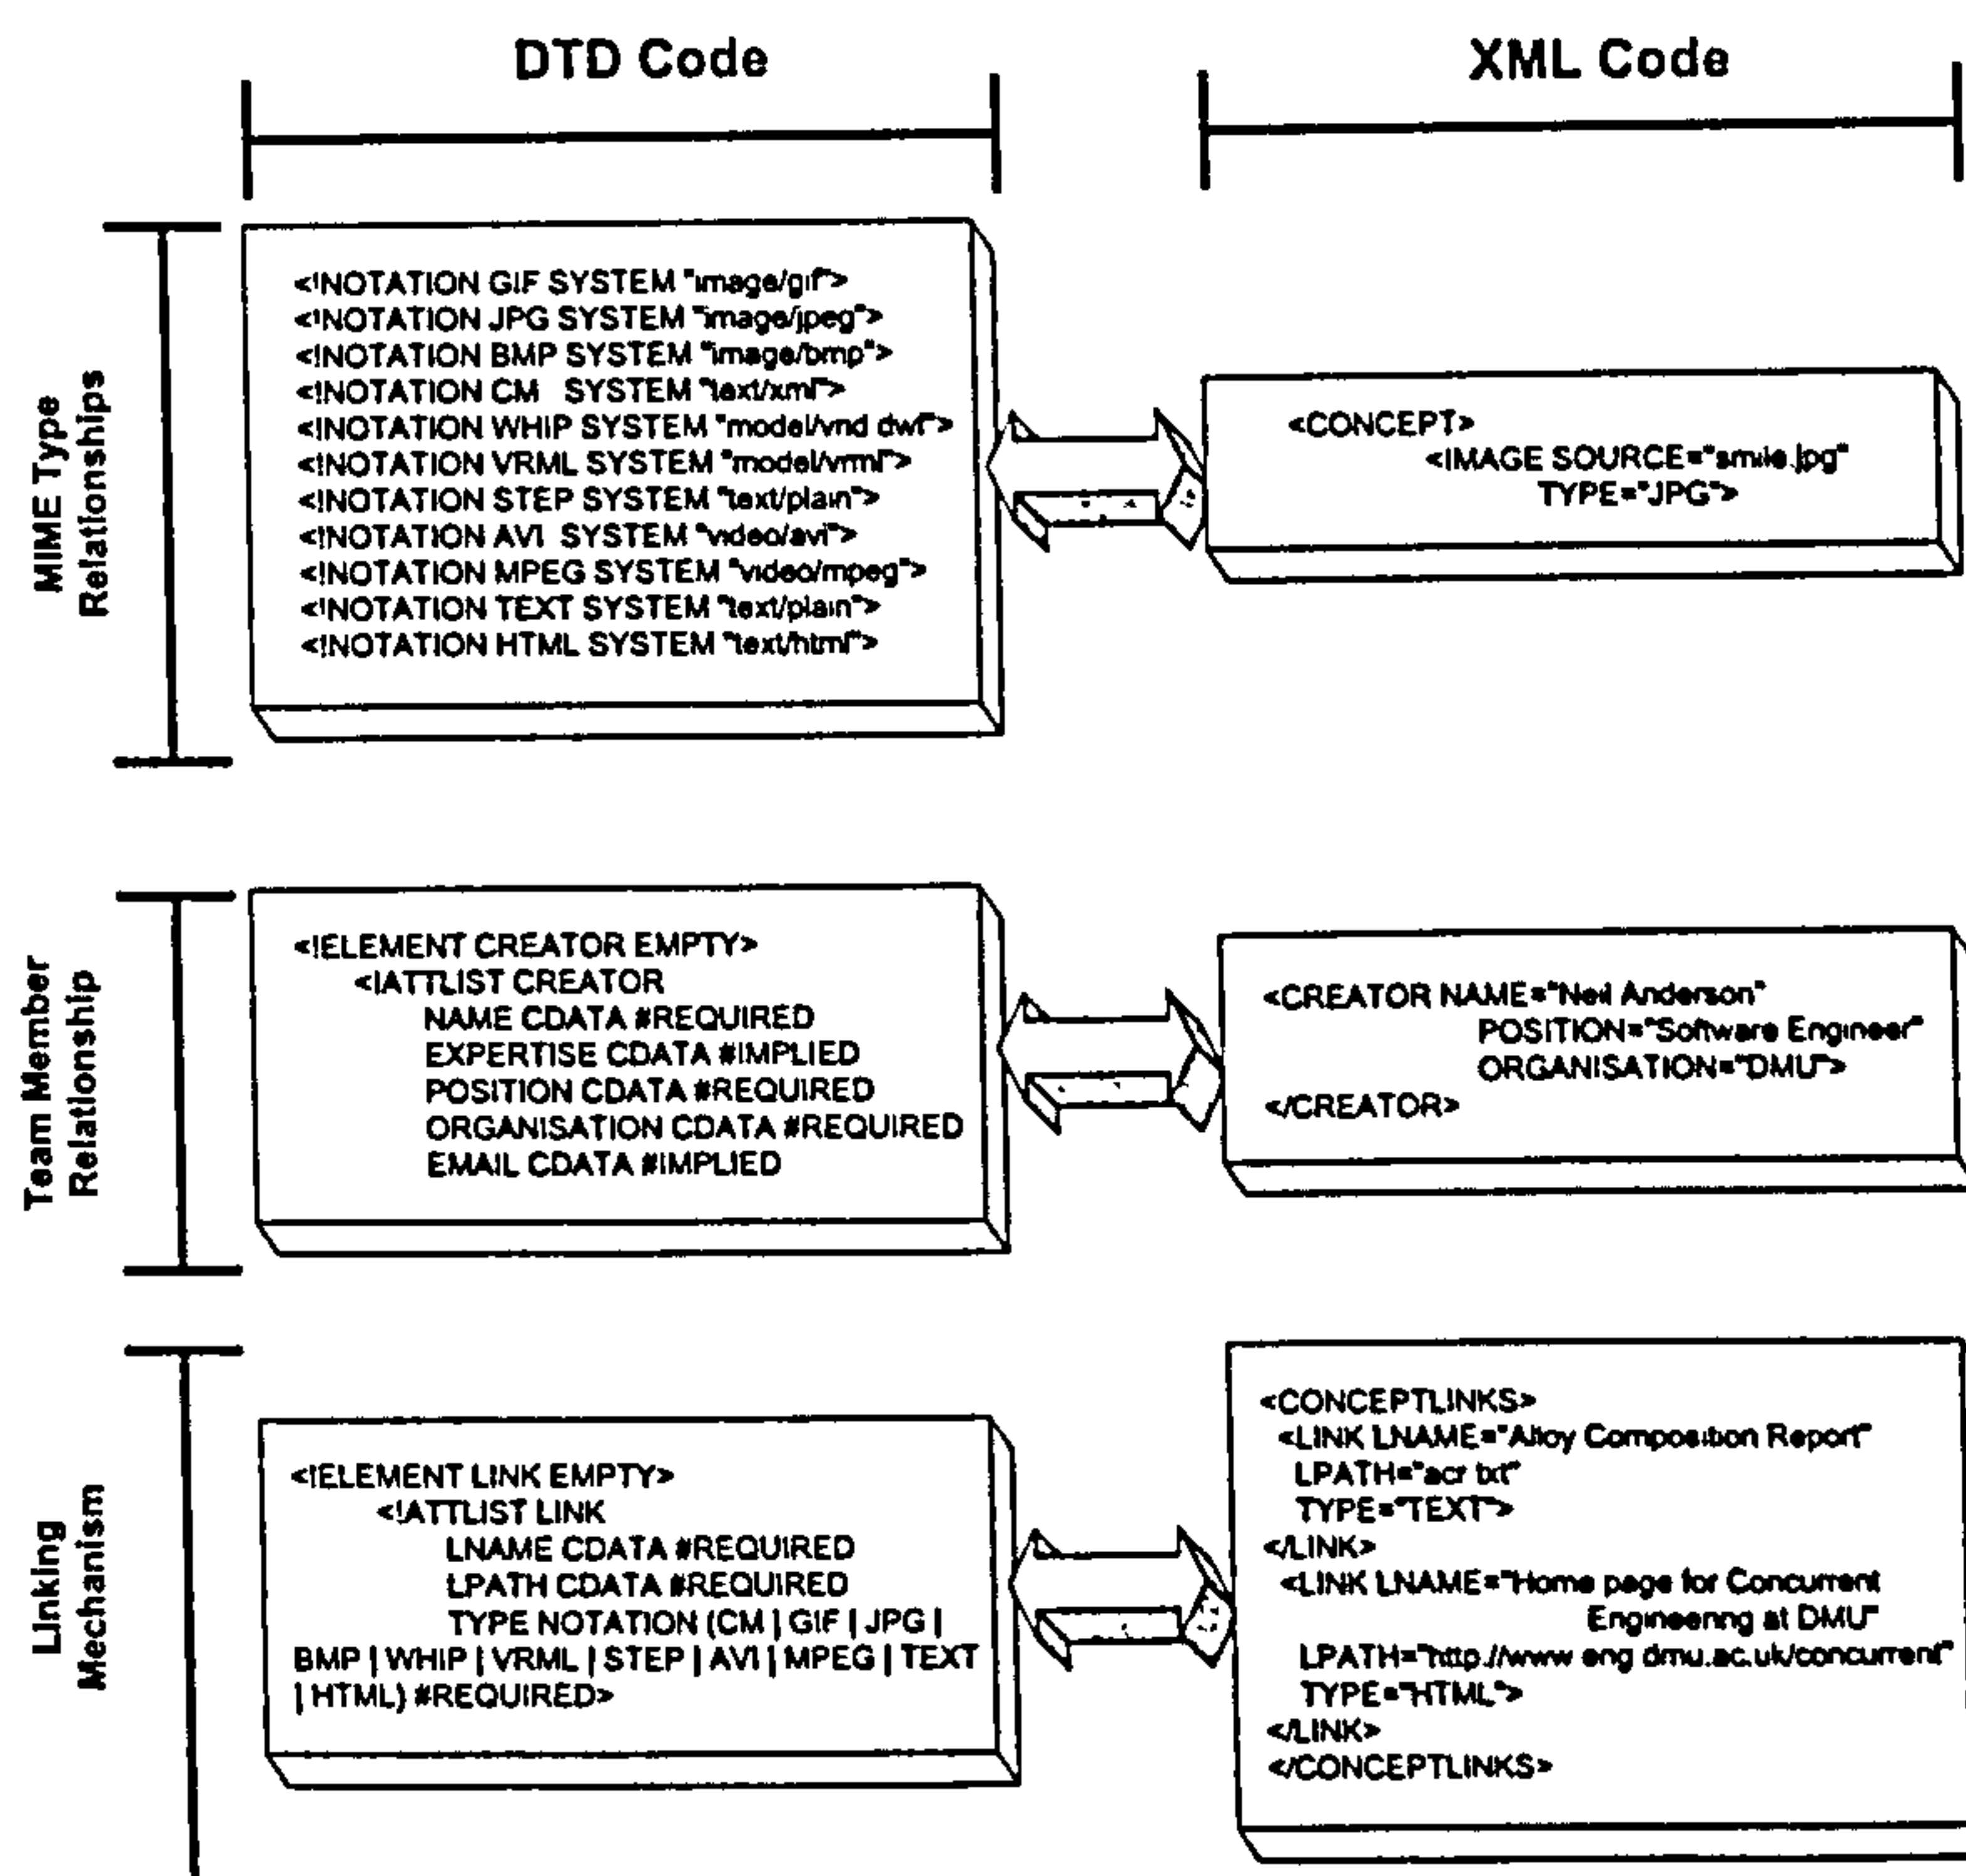 DTD Code
XML Code
MIME Type
Relationships
<!NOTATION GIF SYSTEM "image/gif">
<!NOTATION JPG SYSTEM "image/jpeg">
<!NOTATION BMP SYSTEM "image/bmp">
<!NOTATION CM SYSTEM "text/xml">
<!NOTATION WHIP SYSTEM "model/vnd dwf">
<!NOTATION VRML SYSTEM "model/vrml">
<!NOTATION STEP SYSTEM "text/plain">
<!NOTATION AVI SYSTEM "video/avi">
<!NOTATION MPEG SYSTEM "video/mpeg">
<!NOTATION TEXT SYSTEM "text/plain">
<!NOTATION HTML SYSTEM "text/html">
<CONCEPT>
<IMAGE SOURCE="smile.jpg"
TYPE="JPG">
Team Member
Relationship
<!ELEMENT CREATOR EMPTY>
<!ATTLIST CREATOR
NAME CDATA #REQUIRED
EXPERTISE CDATA #IMPLIED
POSITION CDATA #REQUIRED
ORGANISATION CDATA #REQUIRED
EMAIL CDATA #IMPLIED
<CREATOR NAME="Neil Anderson"
POSITION="Software Engineer"
ORGANISATION="DMU">
</CREATOR>
Linking
Mechanism
<!ELEMENT LINK EMPTY>
<!ATTLIST LINK
LNAME CDATA #REQUIRED
LPATH CDATA #REQUIRED
TYPE NOTATION (CM | GIF | JPG |
BMP | WHIP | VRML | STEP | AVI | MPEG | TEXT
| HTML) #REQUIRED>
<CONCEPTLINKS>
<LINK LNAME="Alloy Composition Report"
LPATH="acr txt"
TYPE="TEXT">
</LINK>
<LINK LNAME="Home page for Concurrent
Engineering at DMU"
LPATH="http://www eng dmu.ac.uk/concurrent"
TYPE="HTML">
</LINK>
</CONCEPTLINKS>